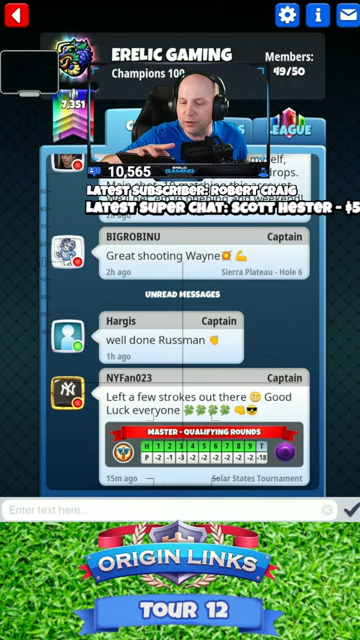 ERELIC GAMING
Members:
Champions 100
49/50
7,351
LEAGUE
10,565
ERELIC
GAMING
LATEST SUBSCRIBER: ROBERT CRAIG
LATEST SUPER CHAT: SCOTT HESTER - $5
BIGROBINU Captain
Great shooting Wayne💥 💪
2h ago Sierra Plateau - Hole 6
UNREAD MESSAGES
Hargis Captain
well done Russman 👏
1h ago
NYFan023 Captain
Left a few strokes out there 🤔 Good
Luck everyone 🍀🍀🍀🍀 👊😎
MASTER - QUALIFYING ROUNDS
H 1 2 3 4 5 6 7 8 9 T
P -2 -1 -3 -2 -2 -2 -2 -2 -2 -18
15m ago Solar States Tournament
Enter text here...
ORIGIN LINKS
TOUR 12